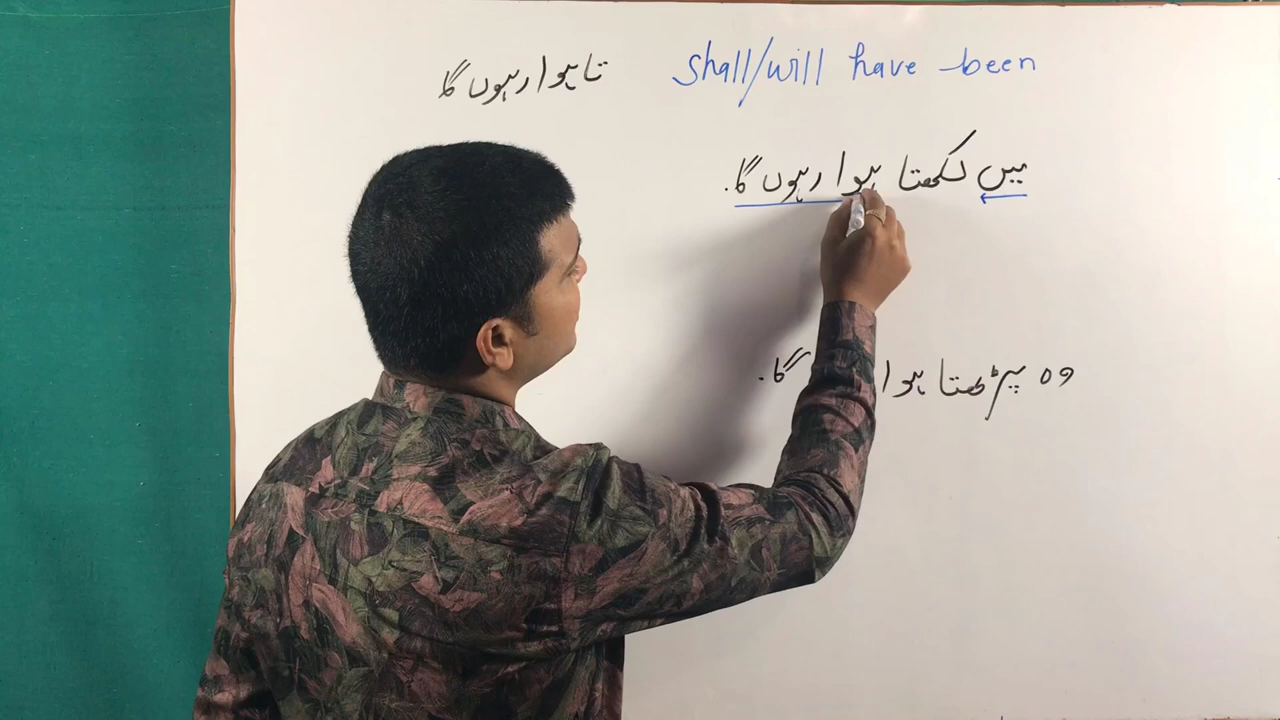 تا ہوا رہوں گا shall/will have been
میں لکھتا ہوا رہوں گا.
وہ پڑھتا ہوا گا.